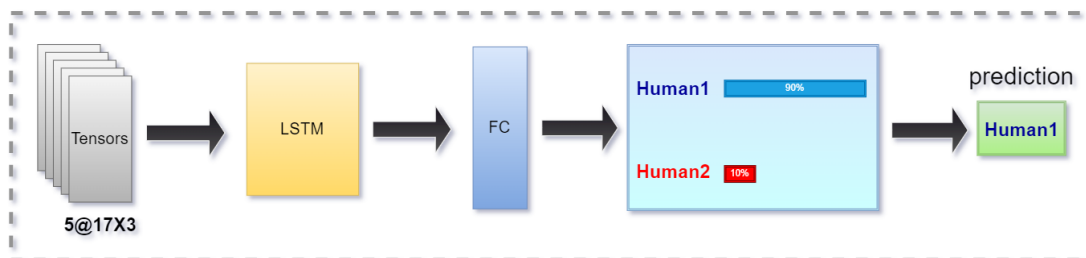 Tensors
5@17X3
LSTM
FC
Human1
90%
Human2
10%
prediction
Human1